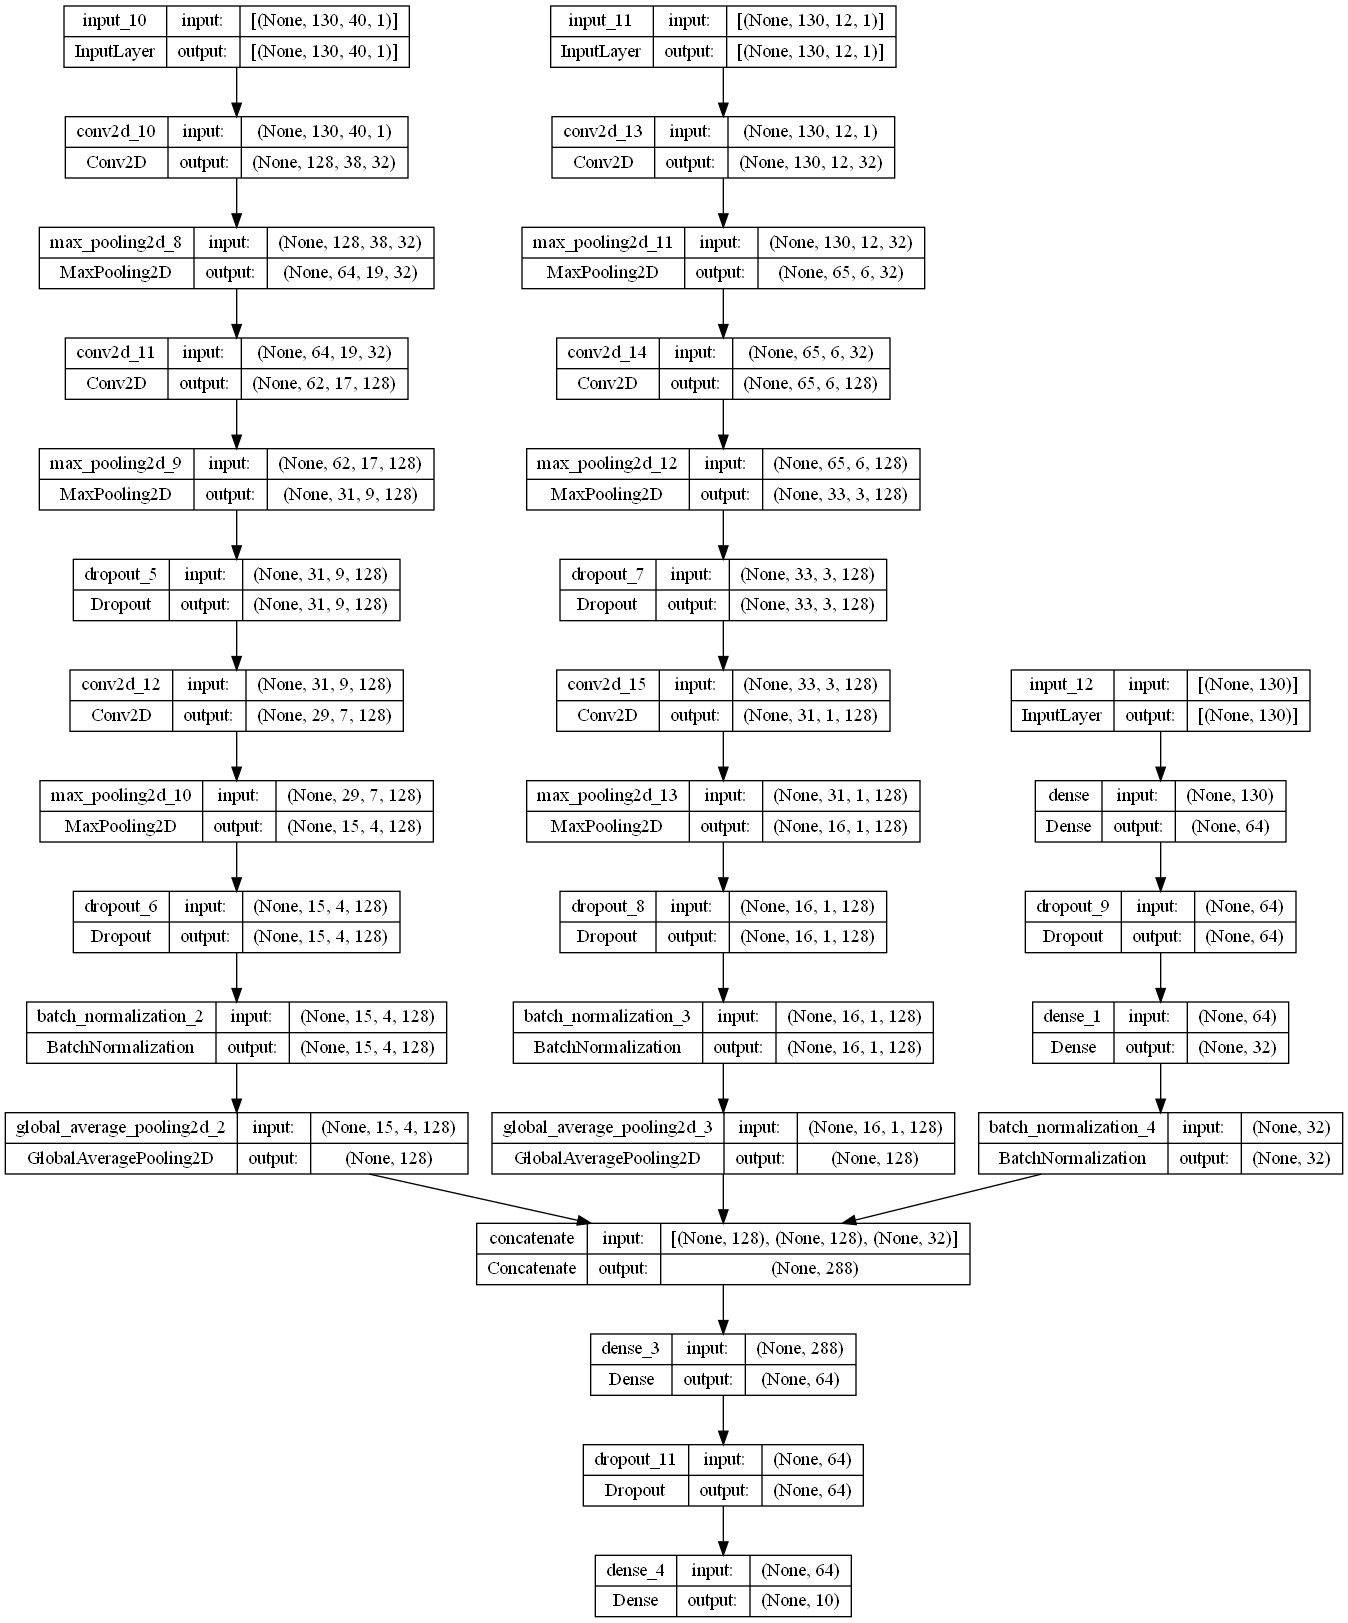 input_10 input: [(None, 130, 40, 1)]
InputLayer output: [(None, 130, 40, 1)]
conv2d_10 input: (None, 130, 40, 1)
Conv2D output: (None, 128, 38, 32)
max_pooling2d_8 input: (None, 128, 38, 32)
MaxPooling2D output: (None, 64, 19, 32)
conv2d_11 input: (None, 64, 19, 32)
Conv2D output: (None, 62, 17, 128)
max_pooling2d_9 input: (None, 62, 17, 128)
MaxPooling2D output: (None, 31, 9, 128)
dropout_5 input: (None, 31, 9, 128)
Dropout output: (None, 31, 9, 128)
conv2d_12 input: (None, 31, 9, 128)
Conv2D output: (None, 29, 7, 128)
max_pooling2d_10 input: (None, 29, 7, 128)
MaxPooling2D output: (None, 15, 4, 128)
dropout_6 input: (None, 15, 4, 128)
Dropout output: (None, 15, 4, 128)
batch_normalization_2 input: (None, 15, 4, 128)
BatchNormalization output: (None, 15, 4, 128)
global_average_pooling2d_2 input: (None, 15, 4, 128)
GlobalAveragePooling2D output: (None, 128)
input_11 input: [(None, 130, 12, 1)]
InputLayer output: [(None, 130, 12, 1)]
conv2d_13 input: (None, 130, 12, 1)
Conv2D output: (None, 130, 12, 32)
max_pooling2d_11 input: (None, 130, 12, 32)
MaxPooling2D output: (None, 65, 6, 32)
conv2d_14 input: (None, 65, 6, 32)
Conv2D output: (None, 65, 6, 128)
max_pooling2d_12 input: (None, 65, 6, 128)
MaxPooling2D output: (None, 33, 3, 128)
dropout_7 input: (None, 33, 3, 128)
Dropout output: (None, 33, 3, 128)
conv2d_15 input: (None, 33, 3, 128)
Conv2D output: (None, 31, 1, 128)
max_pooling2d_13 input: (None, 31, 1, 128)
MaxPooling2D output: (None, 16, 1, 128)
dropout_8 input: (None, 16, 1, 128)
Dropout output: (None, 16, 1, 128)
batch_normalization_3 input: (None, 16, 1, 128)
BatchNormalization output: (None, 16, 1, 128)
global_average_pooling2d_3 input: (None, 16, 1, 128)
GlobalAveragePooling2D output: (None, 128)
input_12 input: [(None, 130)]
InputLayer output: [(None, 130)]
dense input: (None, 130)
Dense output: (None, 64)
dropout_9 input: (None, 64)
Dropout output: (None, 64)
dense_1 input: (None, 64)
Dense output: (None, 32)
batch_normalization_4 input: (None, 32)
BatchNormalization output: (None, 32)
concatenate input: [(None, 128), (None, 128), (None, 32)]
Concatenate output: (None, 288)
dense_3 input: (None, 288)
Dense output: (None, 64)
dropout_11 input: (None, 64)
Dropout output: (None, 64)
dense_4 input: (None, 64)
Dense output: (None, 10)